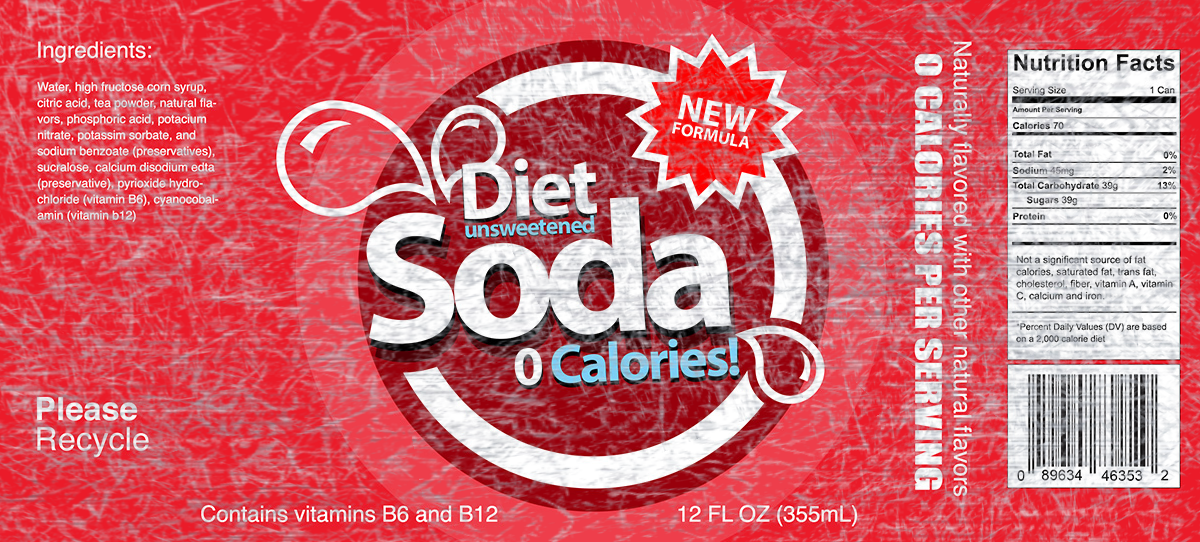 Ingredients:
Water, high fructose corn syrup,
citric acid, tea powder, natural fla-
vors, phosphoric acid, potacium
nitrate, potassim sorbate, and
sodium benzoate (preservatives),
sucralose, calcium disodium edta
(preservative), pyrioxide hydro-
chloride (vitamin B6), cyanocobal-
amin (vitamin b12)
Please
Recycle
Contains vitamins B6 and B12
NEW
FORMULA
Diet
unsweetened
Soda
0 Calories!
12 FL OZ (355mL)
Naturally flavored with other natural flavors
0 CALORIES PER SERVING
Nutrition Facts
Serving Size 1 Can
Amount Per Serving
Calories 70
Total Fat 0%
Sodium 45mg 2%
Total Carbohydrate 39g 13%
Sugars 39g
Protein 0%
Not a significant source of fat
calories, saturated fat, trans fat,
cholesterol, fiber, vitamin A, vitamin
C, calcium and iron.
*Percent Daily Values (DV) are based
on a 2,000 calorie diet
0 89634 46353 2